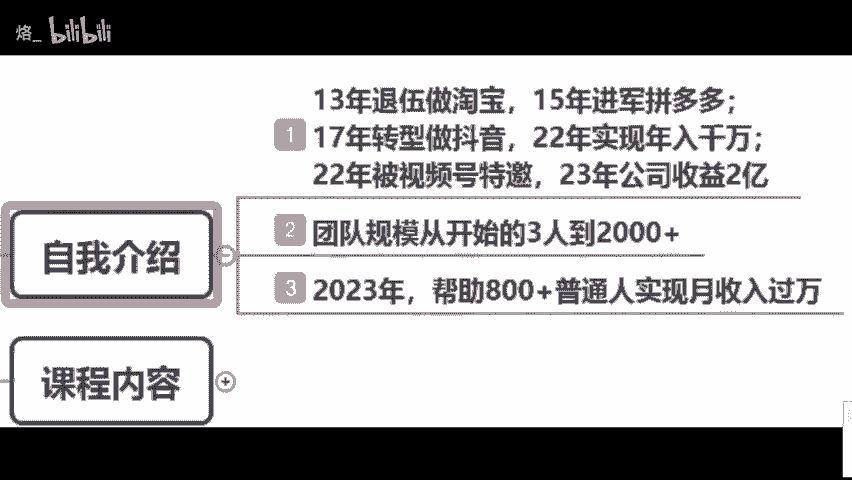 烙_ bilibili
1
13年退伍做淘宝，15年进军拼多多；
17年转型做抖音，22年实现年入千万；
22年被视频号特邀，23年公司收益2亿
自我介绍
2 团队规模从开始的3人到2000+
3 2023年，帮助800+普通人实现月收入过万
课程内容